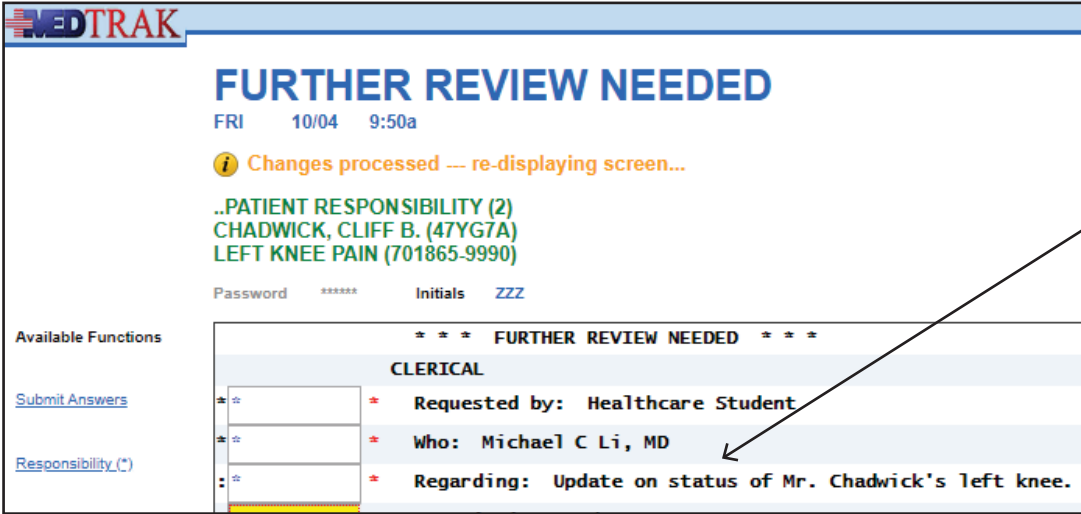 MEDTRAK
FURTHER REVIEW NEEDED
FRI 10/04 9:50a
i Changes processed --- re-displaying screen...
..PATIENT RESPONSIBILITY (2)
CHADWICK, CLIFF B. (47YG7A)
LEFT KNEE PAIN (701865-9990)
Password ****** Initials ZZZ
Available Functions
* * * FURTHER REVIEW NEEDED * * *
CLERICAL
Submit Answers
* * * Requested by: Healthcare Student
* * * Who: Michael C Li, MD
Responsibility (*)
: * * Regarding: Update on status of Mr. Chadwick's left knee.